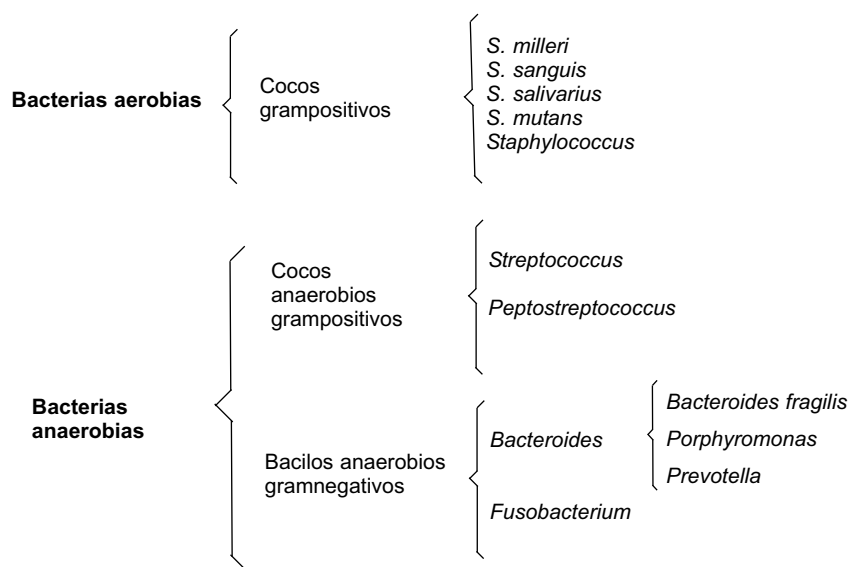 Bacterias aerobias
Cocos
grampositivos
S. milleri
S. sanguis
S. salivarius
S. mutans
Staphylococcus
Bacterias
anaerobias
Cocos
anaerobios
grampositivos
Streptococcus
Peptostreptococcus
Bacilos anaerobios
gramnegativos
Bacteroides
Bacteroides fragilis
Porphyromonas
Prevotella
Fusobacterium